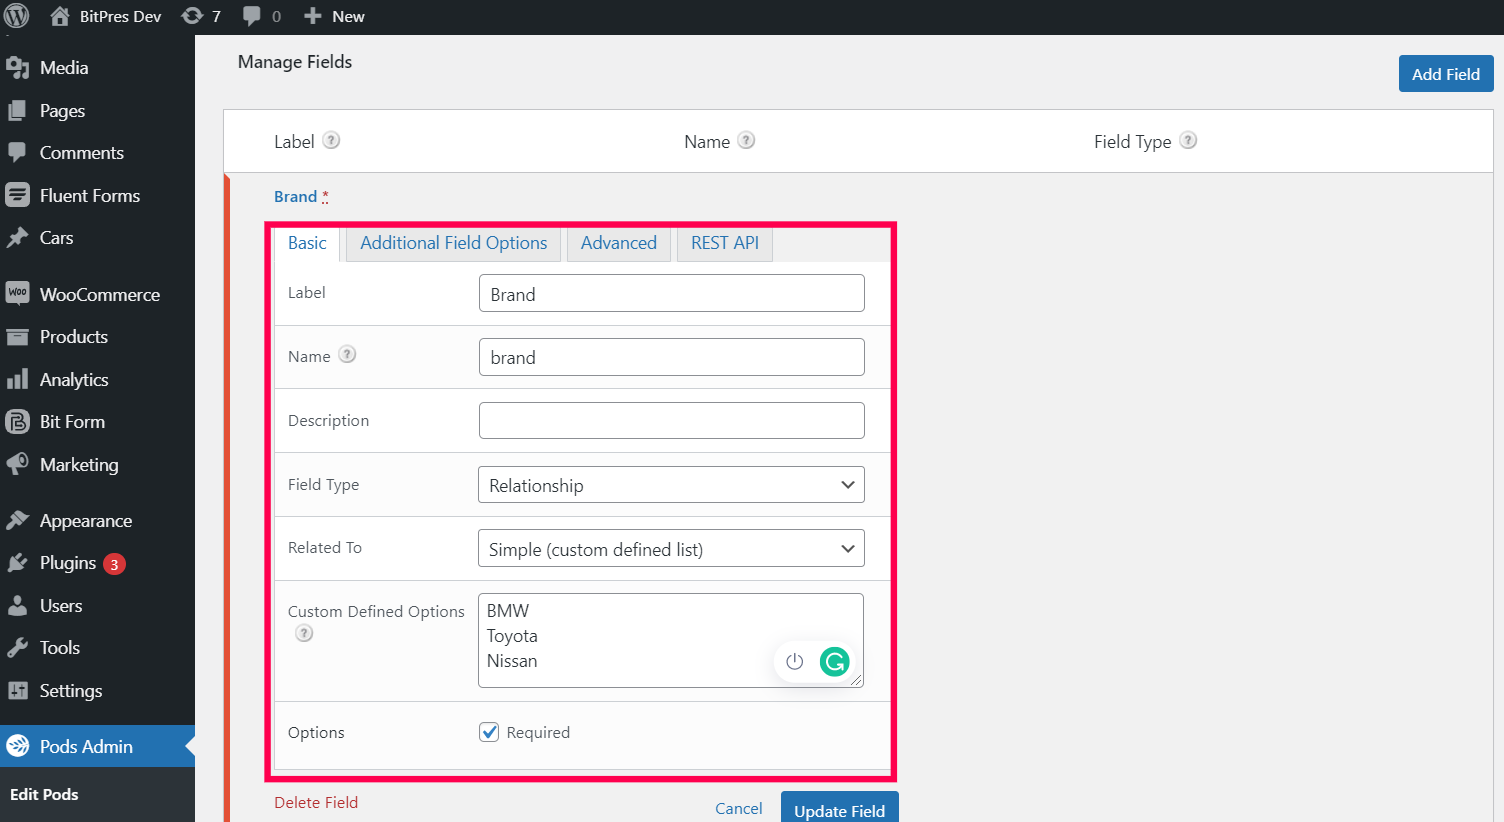 BitPres Dev 7 0 New
Media
Pages
Comments
Fluent Forms
Cars
WooCommerce
Products
Analytics
Bit Form
Marketing
Appearance
Plugins 3
Users
Tools
Settings
Pods Admin
Edit Pods
Manage Fields
Add Field
Label ? Name ? Field Type ?
Brand *
Basic Additional Field Options Advanced REST API
Label Brand
Name ? brand
Description
Field Type Relationship
Related To Simple (custom defined list)
Custom Defined Options ?
BMW
Toyota
Nissan
Options Required
Delete Field Cancel Update Field